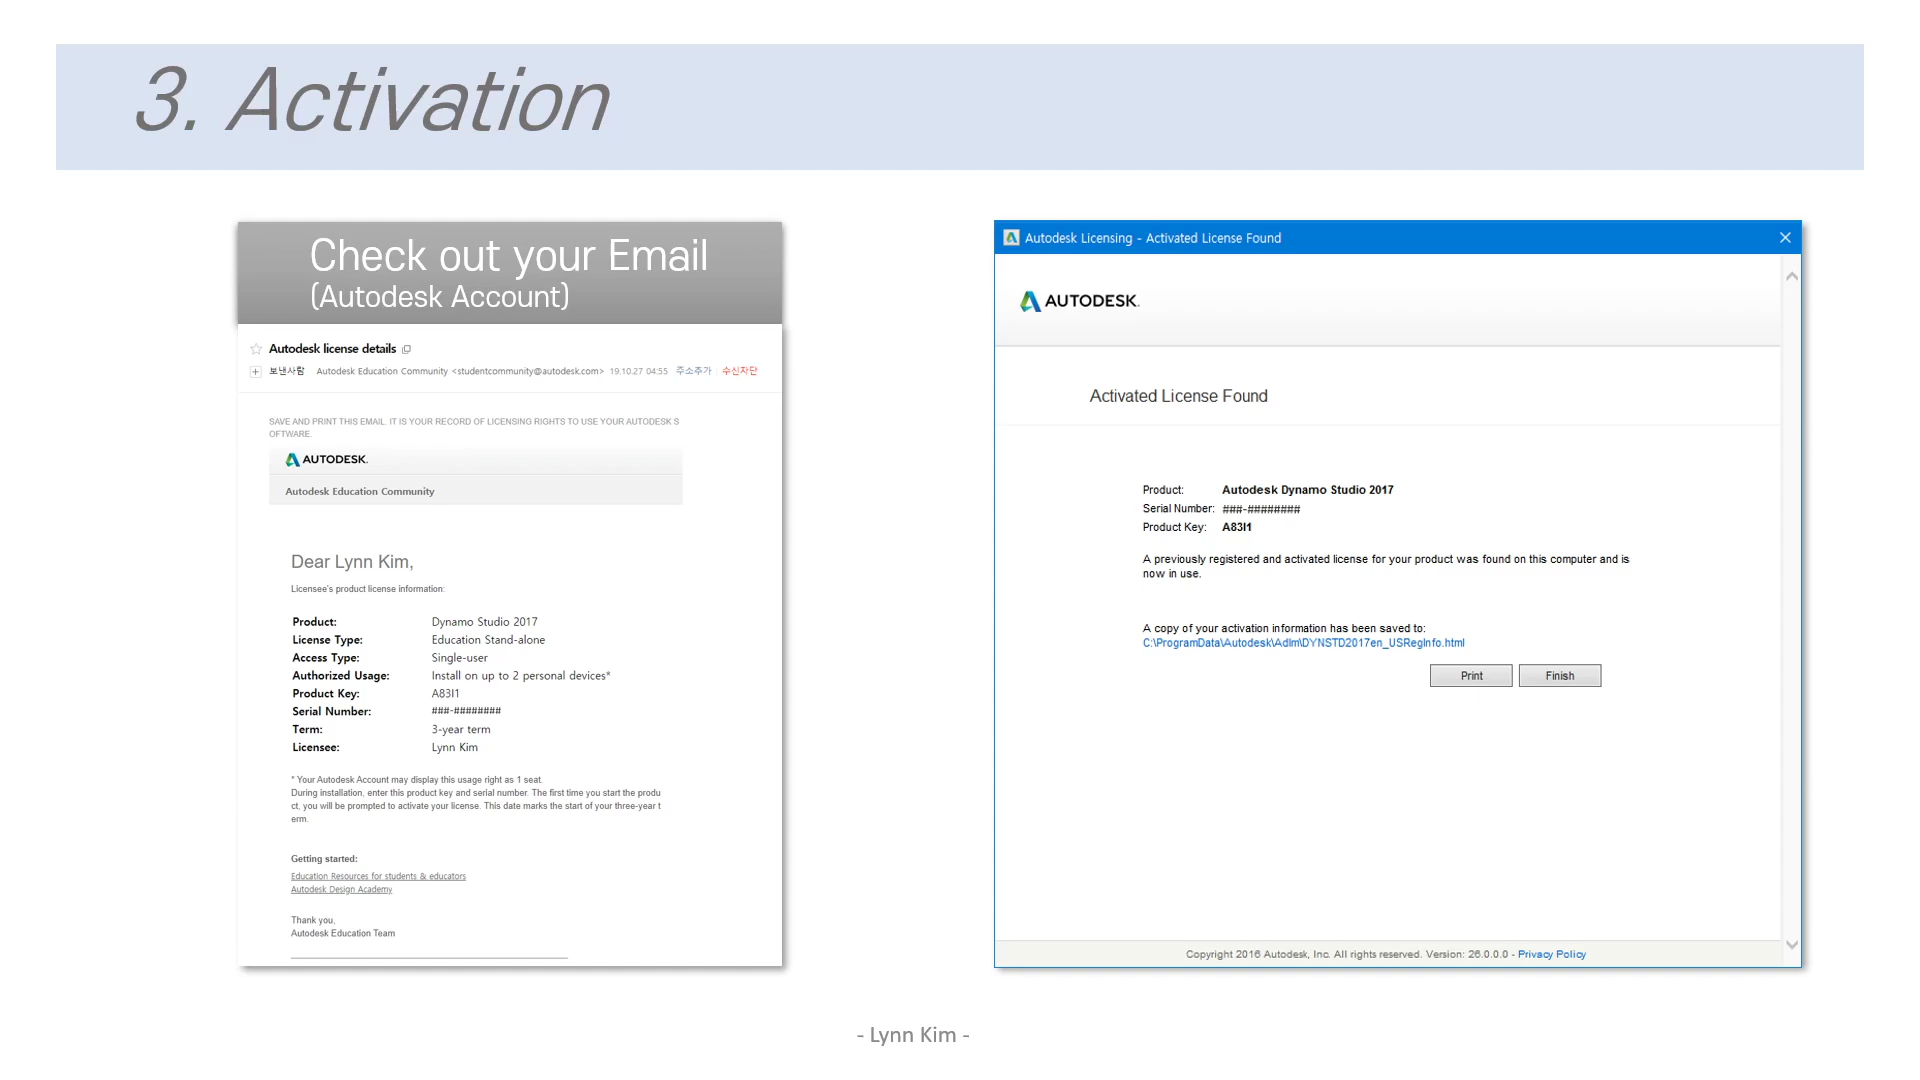 3. Activation
Check out your Email
(Autodesk Account)
Autodesk license details
보낸사람 Autodesk Education Community <studentcommunity@autodesk.com> 19.10.27 04:55 주소추가 수신차단
SAVE AND PRINT THIS EMAIL. IT IS YOUR RECORD OF LICENSING RIGHTS TO USE YOUR AUTODESK S
OFTWARE.
AUTODESK.
Autodesk Education Community
Dear Lynn Kim,
Licensee's product license information:
Product: Dynamo Studio 2017
License Type: Education Stand-alone
Access Type: Single-user
Authorized Usage: Install on up to 2 personal devices*
Product Key: A83I1
Serial Number: ###-########
Term: 3-year term
Licensee: Lynn Kim
* Your Autodesk Account may display this usage right as 1 seat.
During installation, enter this product key and serial number. The first time you start the produ
ct, you will be prompted to activate your license. This date marks the start of your three-year t
erm.
Getting started:
Education Resources for students & educators
Autodesk Design Academy
Thank you,
Autodesk Education Team
Autodesk Licensing - Activated License Found
AUTODESK.
Activated License Found
Product: Autodesk Dynamo Studio 2017
Serial Number: ###-########
Product Key: A83I1
A previously registered and activated license for your product was found on this computer and is
now in use.
A copy of your activation information has been saved to:
C:\ProgramData\Autodesk\Adlm\DYNSTD2017en_USRegInfo.html
Print Finish
Copyright 2016 Autodesk, Inc. All rights reserved. Version: 26.0.0.0 - Privacy Policy
- Lynn Kim -